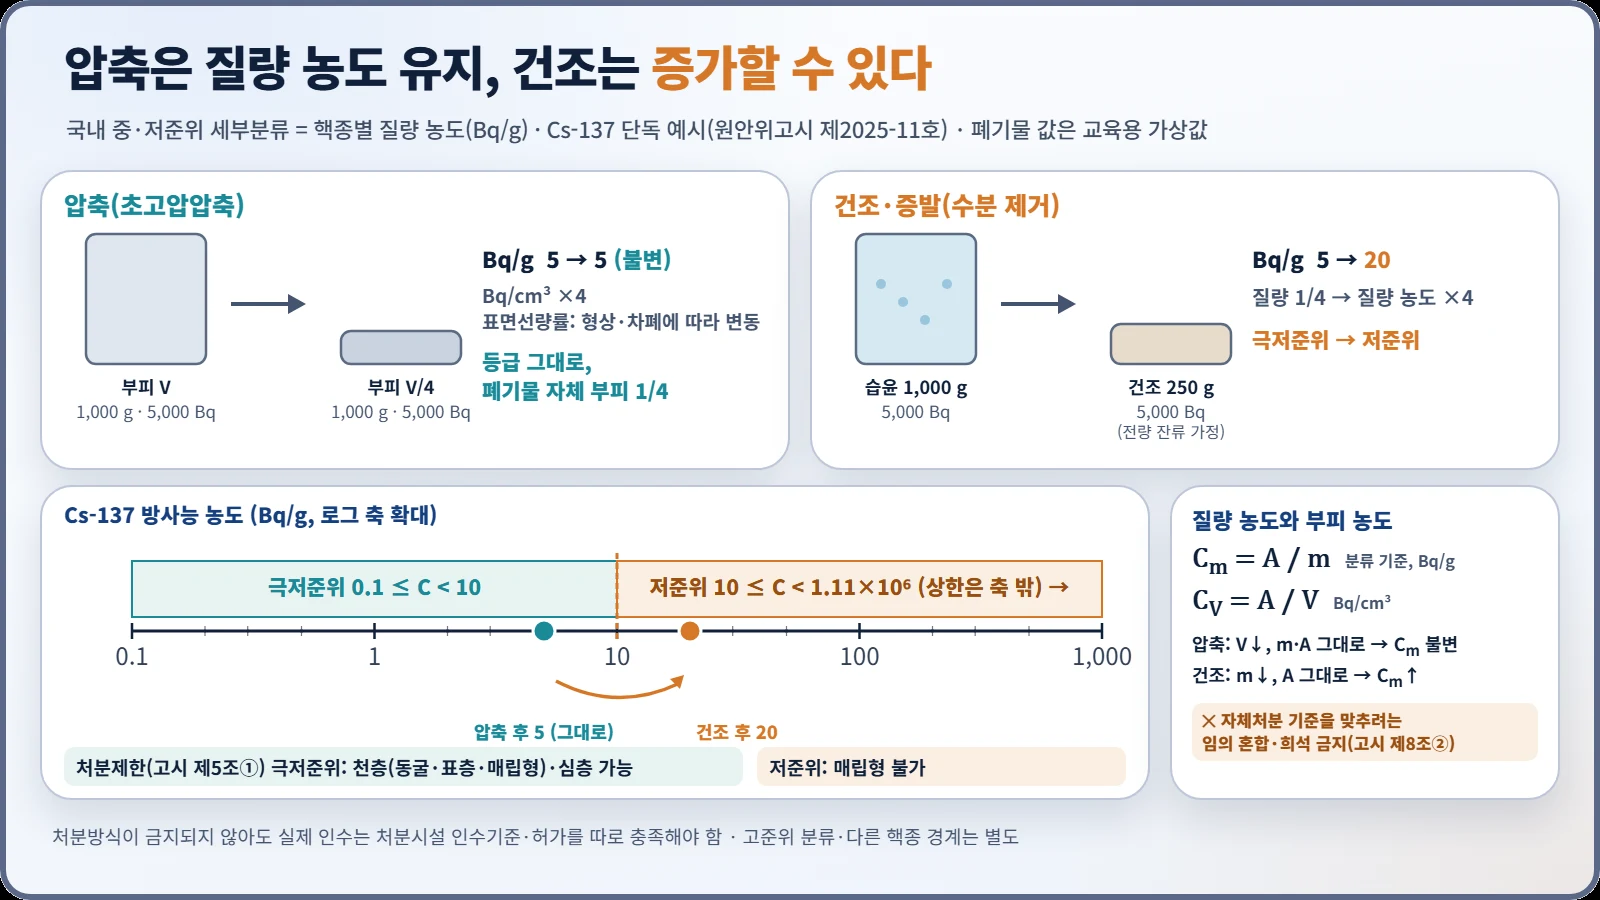 압축은 질량 농도 유지, 건조는 증가할 수 있다
국내 중·저준위 세부분류 = 핵종별 질량 농도(Bq/g) · Cs-137 단독 예시(원안위고시 제2025-11호) · 폐기물 값은 교육용 가상값
압축(초고압압축)
Bq/g 5 → 5 (불변)
Bq/cm³ ×4
표면선량률: 형상·차폐에 따라 변동
등급 그대로,
폐기물 자체 부피 1/4
부피 V
1,000 g · 5,000 Bq
부피 V/4
1,000 g · 5,000 Bq
건조·증발(수분 제거)
Bq/g 5 → 20
질량 1/4 → 질량 농도 ×4
극저준위 → 저준위
습윤 1,000 g
5,000 Bq
건조 250 g
5,000 Bq
(전량 잔류 가정)
Cs-137 방사능 농도 (Bq/g, 로그 축 확대)
극저준위 0.1 ≤ C < 10
저준위 10 ≤ C < 1.11×10⁶ (상한은 축 밖) →
0.1 1 10 100 1,000
압축 후 5 (그대로)
건조 후 20
처분제한(고시 제5조①) 극저준위: 천층(동굴·표층·매립형)·심층 가능
저준위: 매립형 불가
질량 농도와 부피 농도
Cm = A / m 분류 기준, Bq/g
CV = A / V Bq/cm³
압축: V↓, m·A 그대로 → Cm 불변
건조: m↓, A 그대로 → Cm↑
✕ 자체처분 기준을 맞추려는
임의 혼합·희석 금지(고시 제8조②)
처분방식이 금지되지 않아도 실제 인수는 처분시설 인수기준·허가를 따로 충족해야 함 · 고준위 분류·다른 핵종 경계는 별도